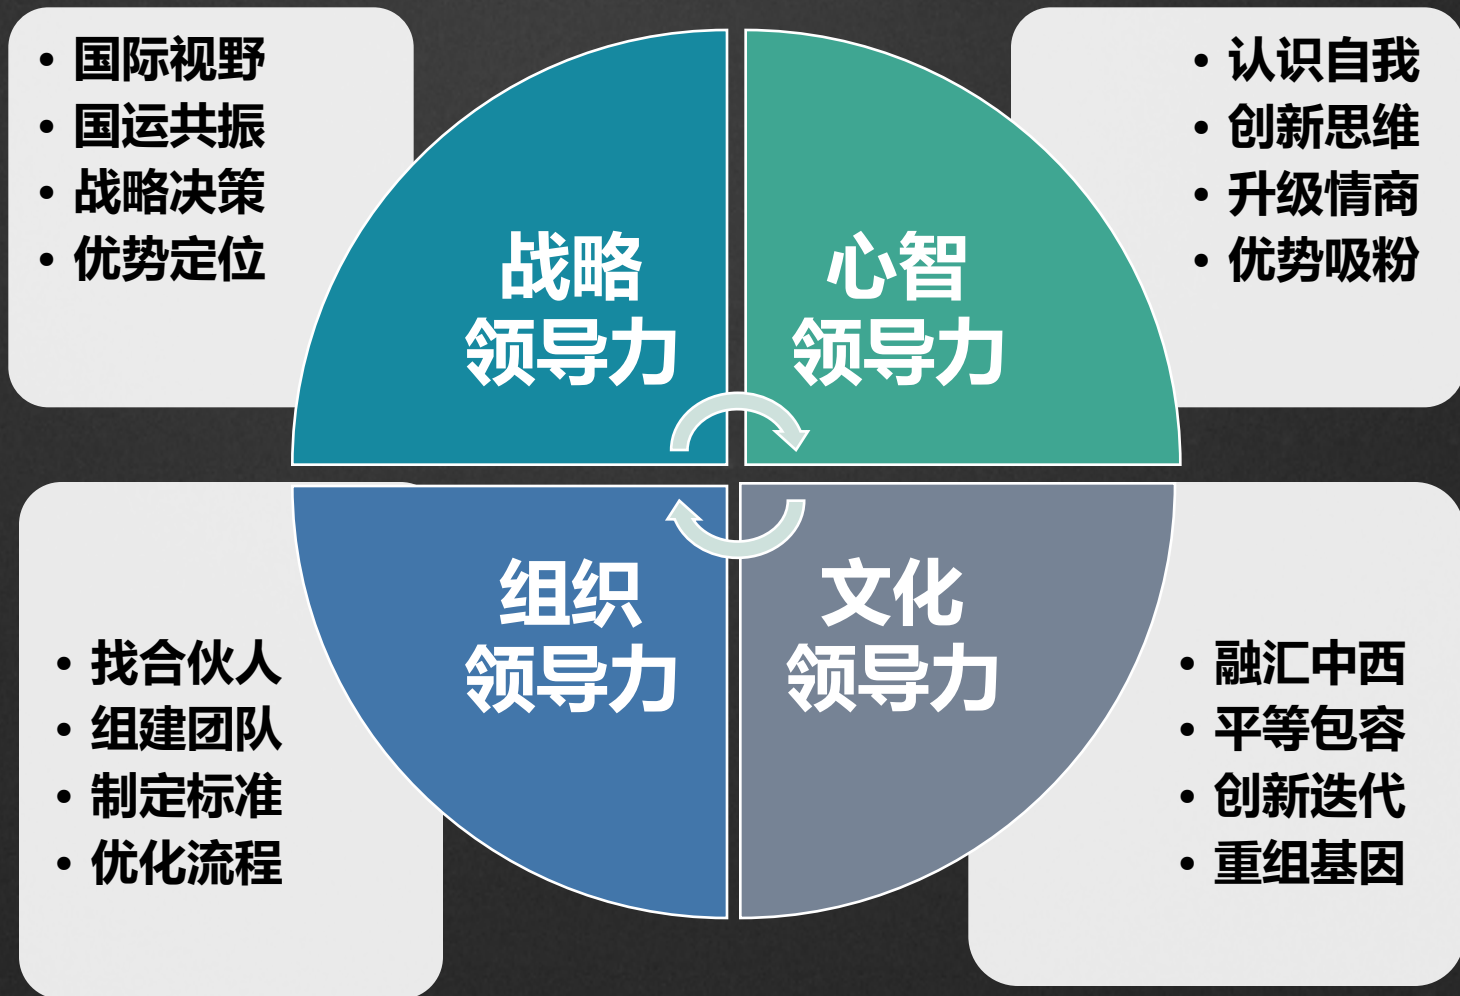 • 国际视野
• 国运共振
• 战略决策
• 优势定位
战略
领导力
心智
领导力
• 认识自我
• 创新思维
• 升级情商
• 优势吸粉
• 找合伙人
• 组建团队
• 制定标准
• 优化流程
组织
领导力
文化
领导力
• 融汇中西
• 平等包容
• 创新迭代
• 重组基因